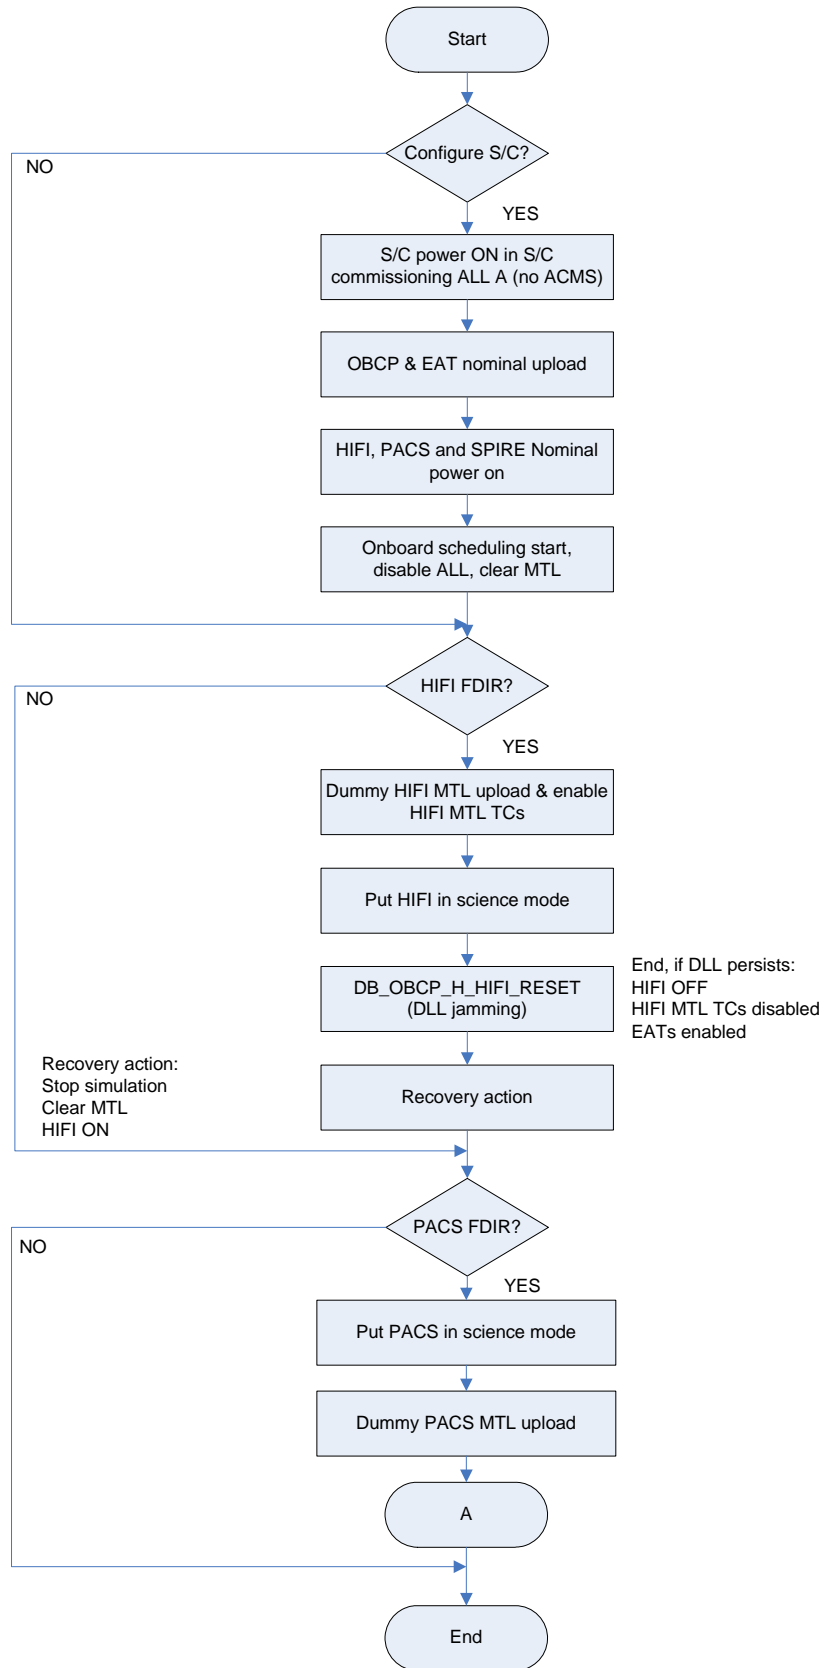 Start
Configure S/C?
NO
YES
S/C power ON in S/C
commissioning ALL A (no ACMS)
OBCP & EAT nominal upload
HIFI, PACS and SPIRE Nominal
power on
Onboard scheduling start,
disable ALL, clear MTL
HIFI FDIR?
NO
YES
Dummy HIFI MTL upload & enable
HIFI MTL TCs
Put HIFI in science mode
DB_OBCP_H_HIFI_RESET
(DLL jamming)
End, if DLL persists:
HIFI OFF
HIFI MTL TCs disabled
EATs enabled
Recovery action:
Stop simulation
Clear MTL
HIFI ON
Recovery action
PACS FDIR?
NO
YES
Put PACS in science mode
Dummy PACS MTL upload
A
End